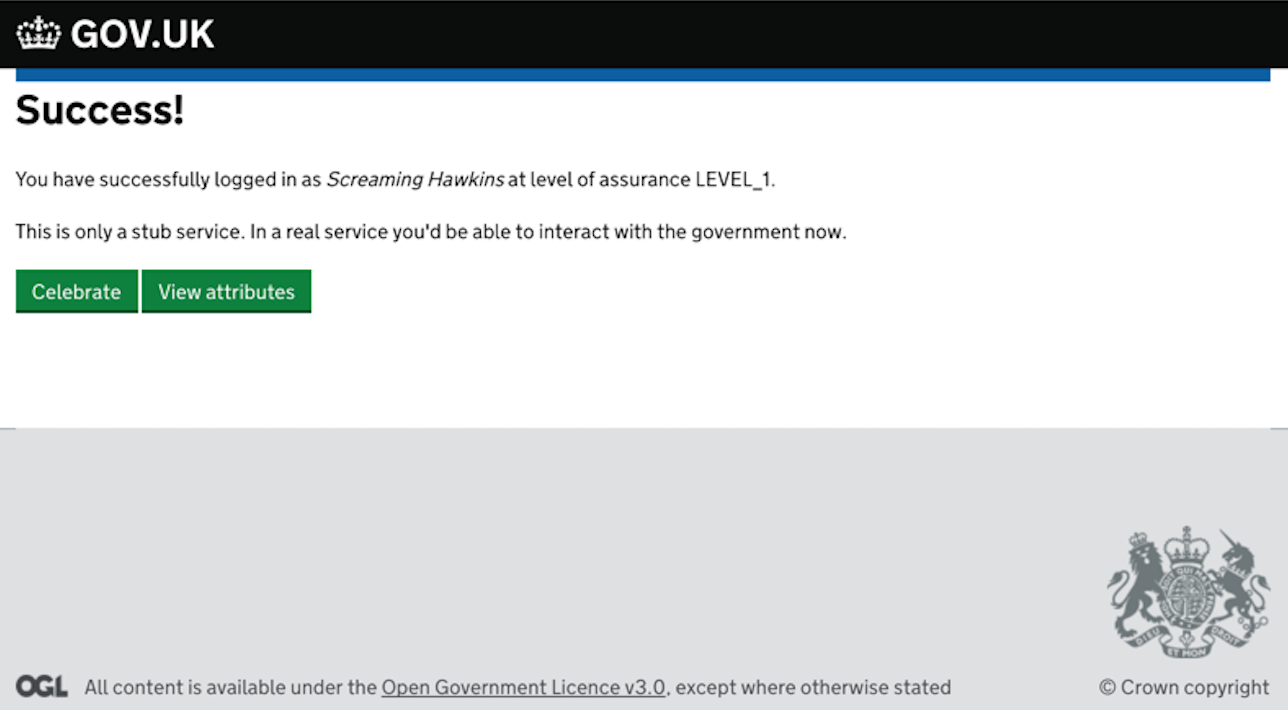 GOV.UK
Success!
You have successfully logged in as Screaming Hawkins at level of assurance LEVEL_1.
This is only a stub service. In a real service you'd be able to interact with the government now.
Celebrate View attributes
DIEU ET MON DROIT
OGL All content is available under the Open Government Licence v3.0, except where otherwise stated
© Crown copyright